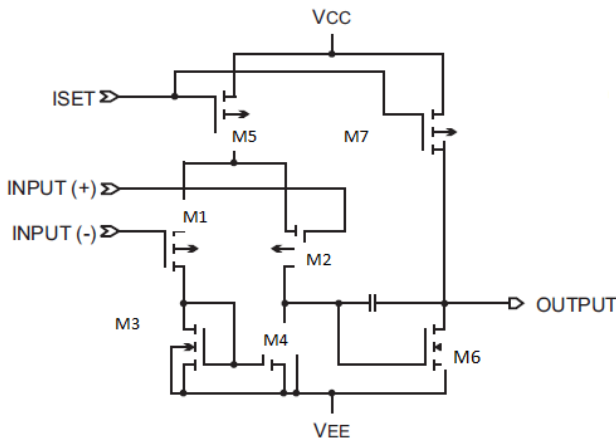 VCC
ISET
M5
M7
INPUT (+)
M1
INPUT (-)
M2
OUTPUT
M3
M4
M6
VEE